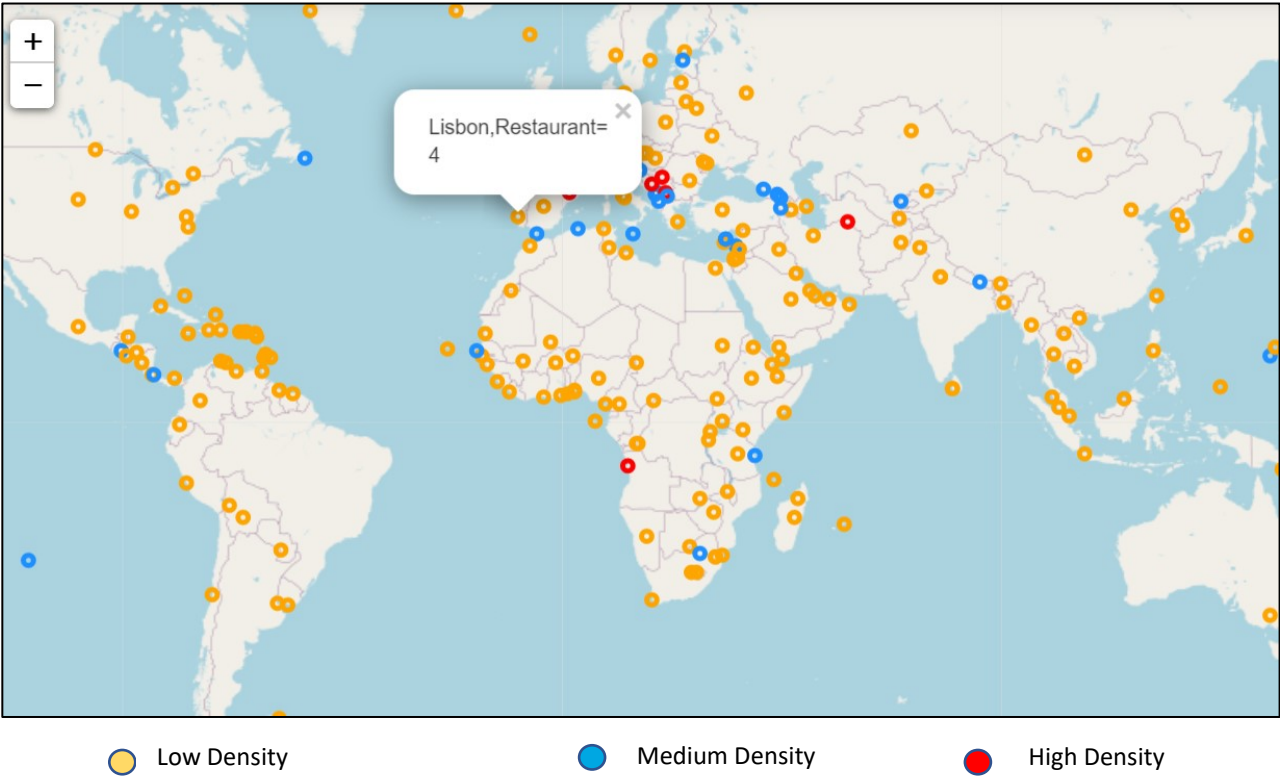 +
−
×
Lisbon,Restaurant=
4
Low Density
Medium Density
High Density